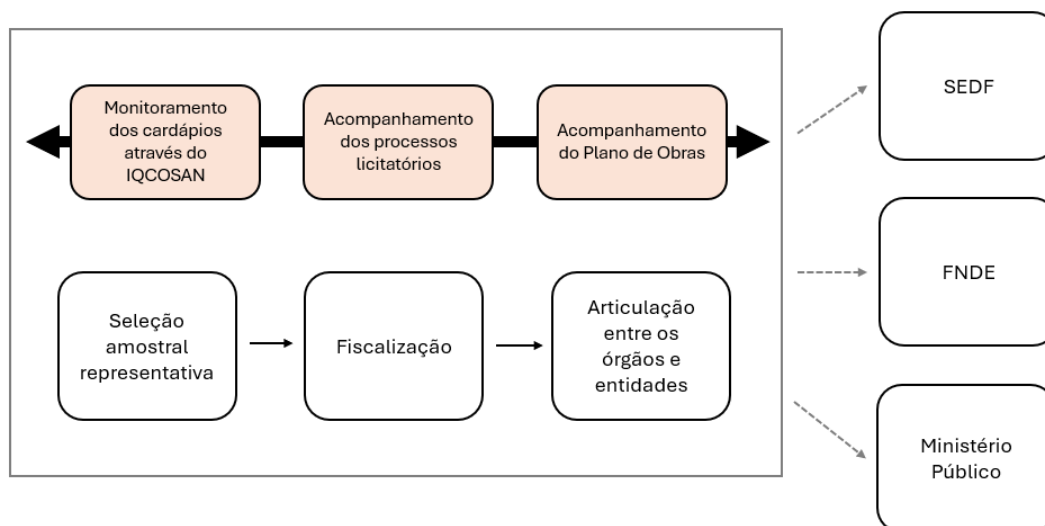 Monitoramento
dos cardápios
através do
IQCOSAN
Acompanhamento
dos processos
licitatórios
Acompanhamento
do Plano de Obras
Seleção
amostral
representativa
Fiscalização
Articulação
entre os
órgãos e
entidades
SEDF
FNDE
Ministério
Público